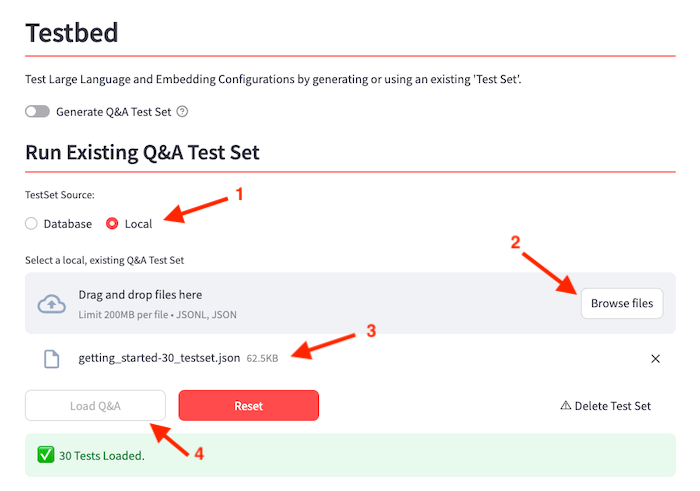 Testbed
Test Large Language and Embedding Configurations by generating or using an existing 'Test Set'.
Generate Q&A Test Set
Run Existing Q&A Test Set
TestSet Source:
1
Database Local
2
Select a local, existing Q&A Test Set
Drag and drop files here
Limit 200MB per file • JSONL, JSON
Browse files
3
getting_started-30_testset.json 62.5KB
Load Q&A Reset Delete Test Set
4
30 Tests Loaded.